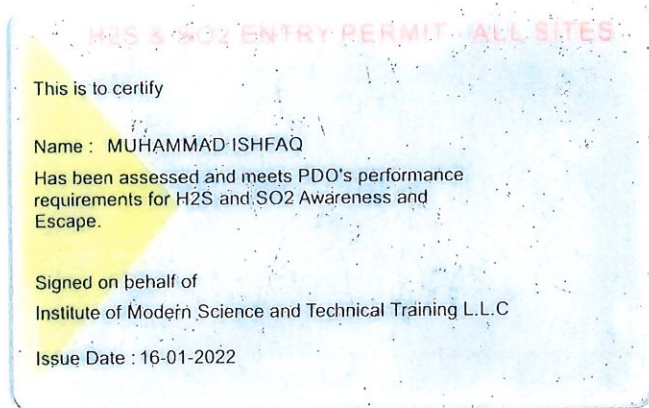 H2S & SO2 ENTRY PERMIT - ALL SITES
This is to certify
Name : MUHAMMAD ISHFAQ
Has been assessed and meets PDO's performance
requirements for H2S and SO2 Awareness and
Escape.
Signed on behalf of
Institute of Modern Science and Technical Training L.L.C
Issue Date : 16-01-2022